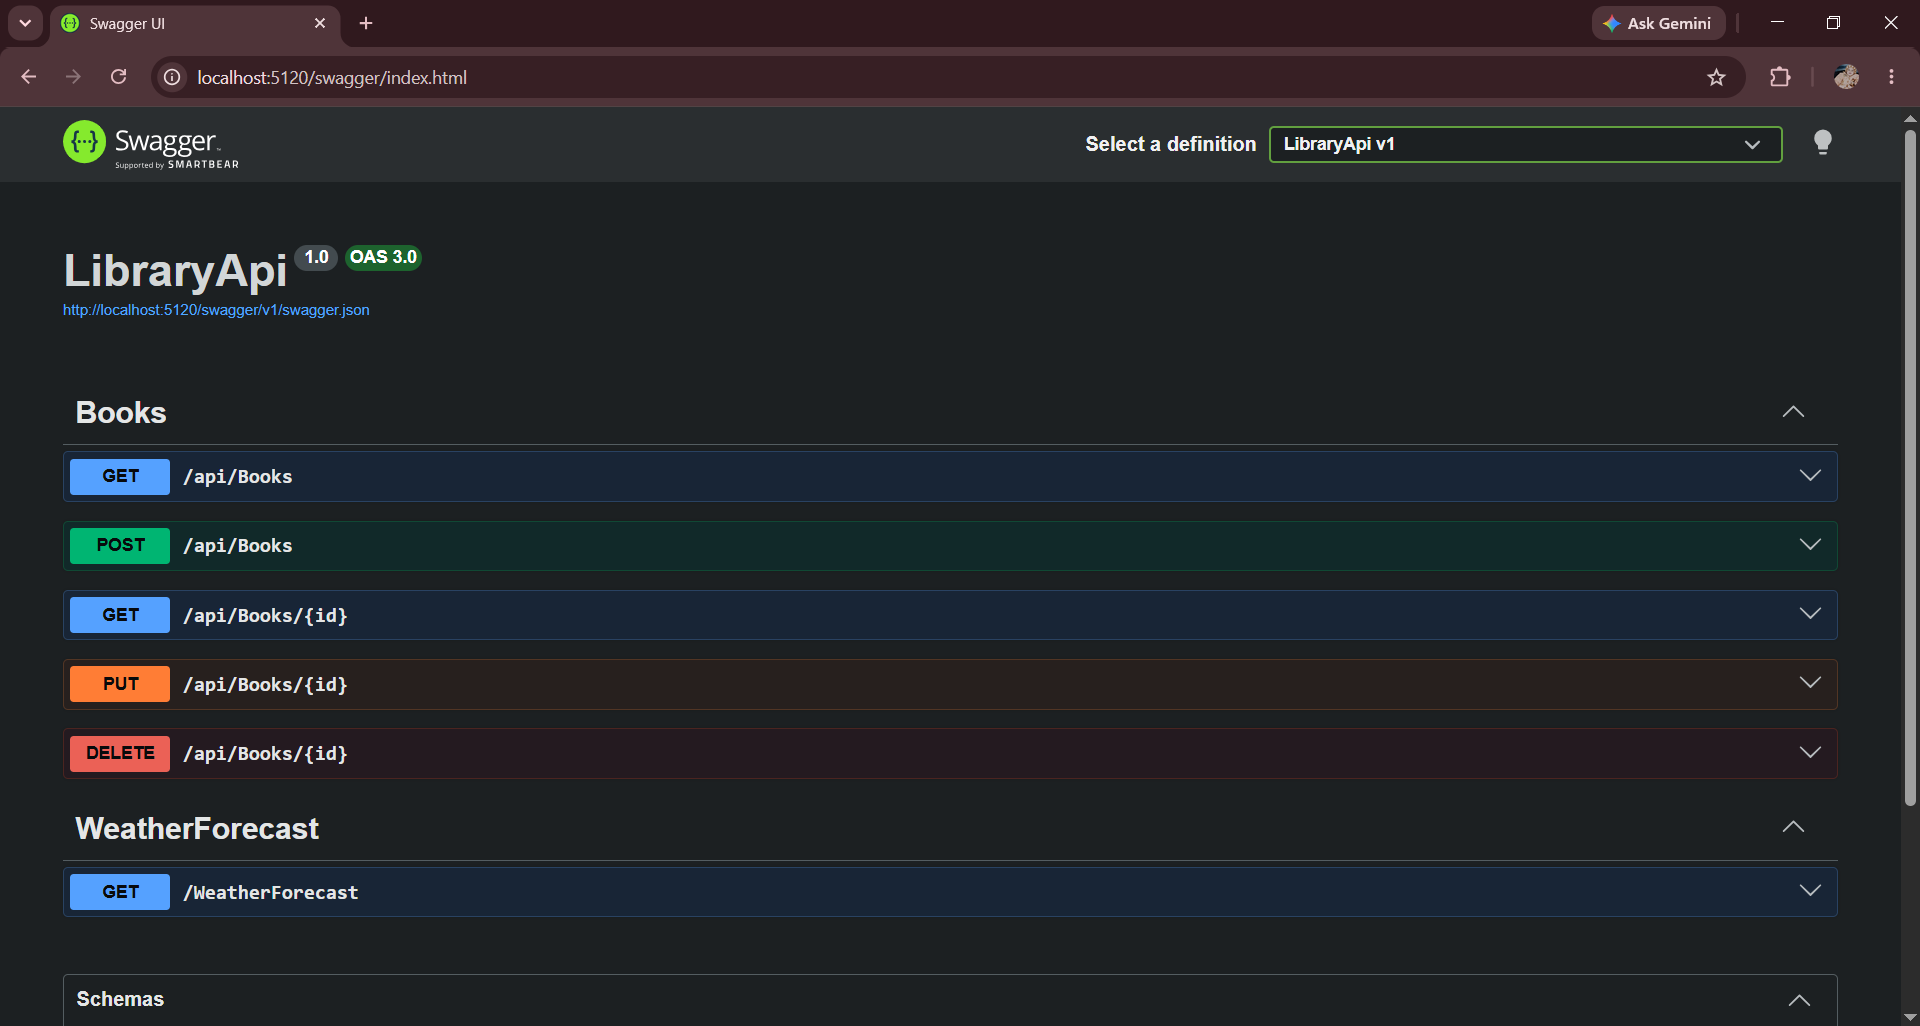 Swagger UI
Ask Gemini
localhost:5120/swagger/index.html
Swagger
Supported by SMARTBEAR
Select a definition
LibraryApi v1
LibraryApi 1.0 OAS 3.0
http://localhost:5120/swagger/v1/swagger.json
Books
GET /api/Books
POST /api/Books
GET /api/Books/{id}
PUT /api/Books/{id}
DELETE /api/Books/{id}
WeatherForecast
GET /WeatherForecast
Schemas